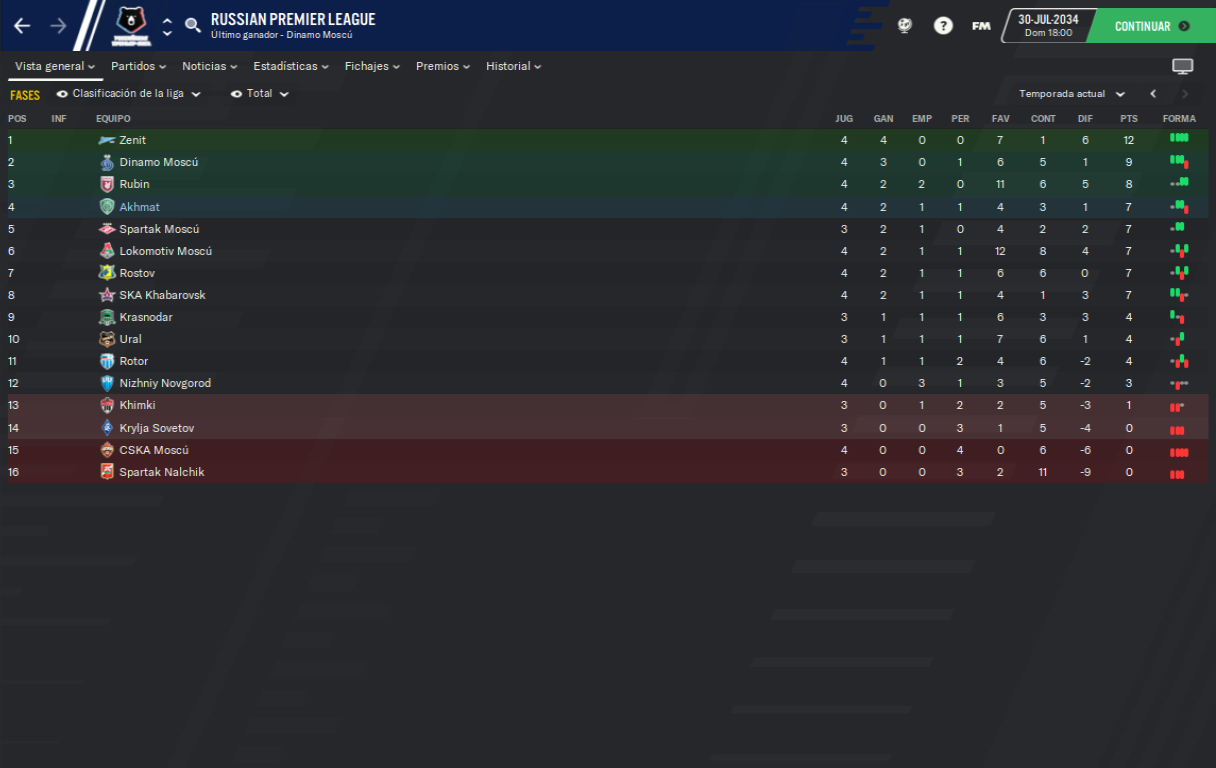 RUSSIAN PREMIER LEAGUE
Último ganador - Dinamo Moscú
? FM 30-JUL-2034
Dom 18:00
CONTINUAR
Vista general Partidos Noticias Estadísticas Fichajes Premios Historial
FASES Clasificación de la liga Total Temporada actual
POS INF EQUIPO JUG GAN EMP PER FAV CONT DIF PTS FORMA
1 Zenit 4 4 0 0 7 1 6 12
2 Dinamo Moscú 4 3 0 1 6 5 1 9
3 Rubin 4 2 2 0 11 6 5 8
4 Akhmat 4 2 1 1 4 3 1 7
5 Spartak Moscú 3 2 1 0 4 2 2 7
6 Lokomotiv Moscú 4 2 1 1 12 8 4 7
7 Rostov 4 2 1 1 6 6 0 7
8 SKA Khabarovsk 4 2 1 1 4 1 3 7
9 Krasnodar 3 1 1 1 6 3 3 4
10 Ural 3 1 1 1 7 6 1 4
11 Rotor 4 1 1 2 4 6 -2 4
12 Nizhniy Novgorod 4 0 3 1 3 5 -2 3
13 Khimki 3 0 1 2 2 5 -3 1
14 Krylja Sovetov 3 0 0 3 1 5 -4 0
15 CSKA Moscú 4 0 0 4 0 6 -6 0
16 Spartak Nalchik 3 0 0 3 2 11 -9 0